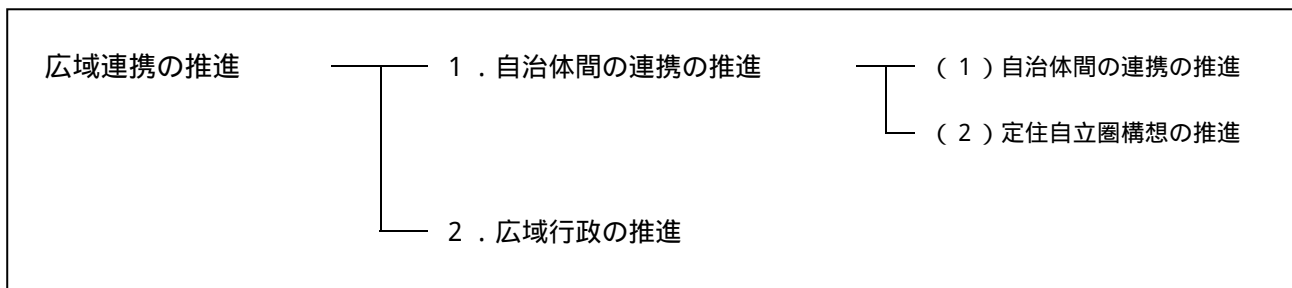 広域連携の推進 1．自治体間の連携の推進 (1)自治体間の連携の推進
(2)定住自立圏構想の推進
2．広域行政の推進